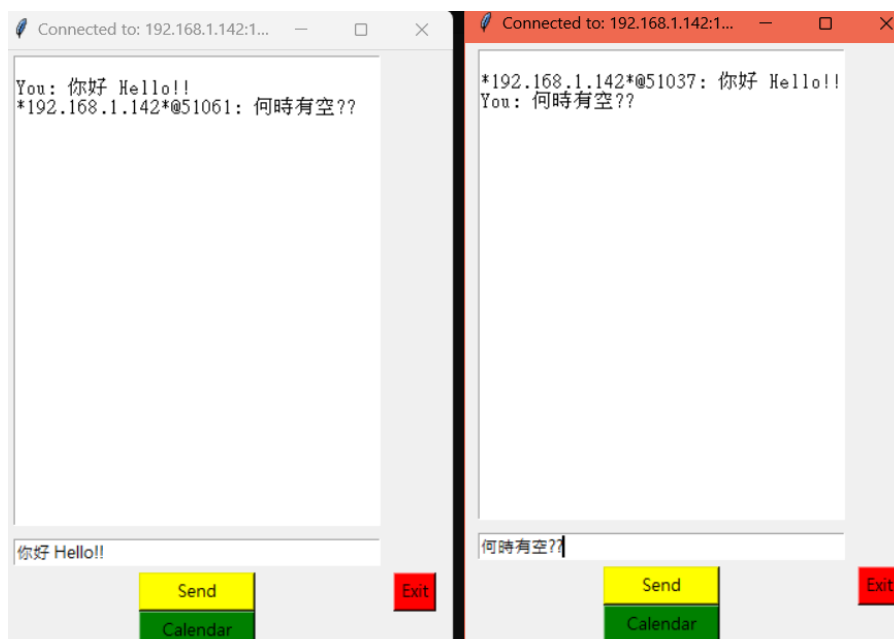 Connected to: 192.168.1.142:1...
You: 你好 Hello!!
*192.168.1.142*@51061: 何時有空??
你好 Hello!!
Send
Exit
Calendar
Connected to: 192.168.1.142:1...
*192.168.1.142*@51037: 你好 Hello!!
You: 何時有空??
何時有空??
Send
Exit
Calendar